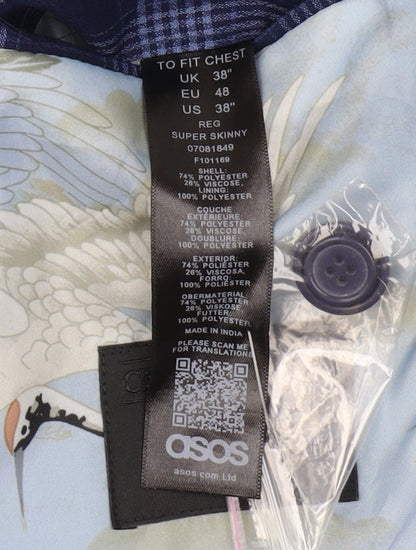 TO FIT CHEST
UK 38"
EU 48
US 38"
REG
SUPER SKINNY
07081849
F101169
SHELL:
74% POLYESTER
26% VISCOSE,
LINING:
100% POLYESTER
COUCHE
EXTÉRIEURE:
74% POLYESTER
26% VISCOSE,
DOUBLURE:
100% POLYESTER
EXTERIOR:
74% POLIÉSTER
26% VISCOSA,
FORRO:
100% POLIÉSTER
OBERMATERIAL:
74% POLYESTER
26% VISKOSE
FUTTER:
100% POLYESTER
MADE IN INDIA
PLEASE SCAN ME
FOR TRANSLATIONS
asos
asos.com Ltd